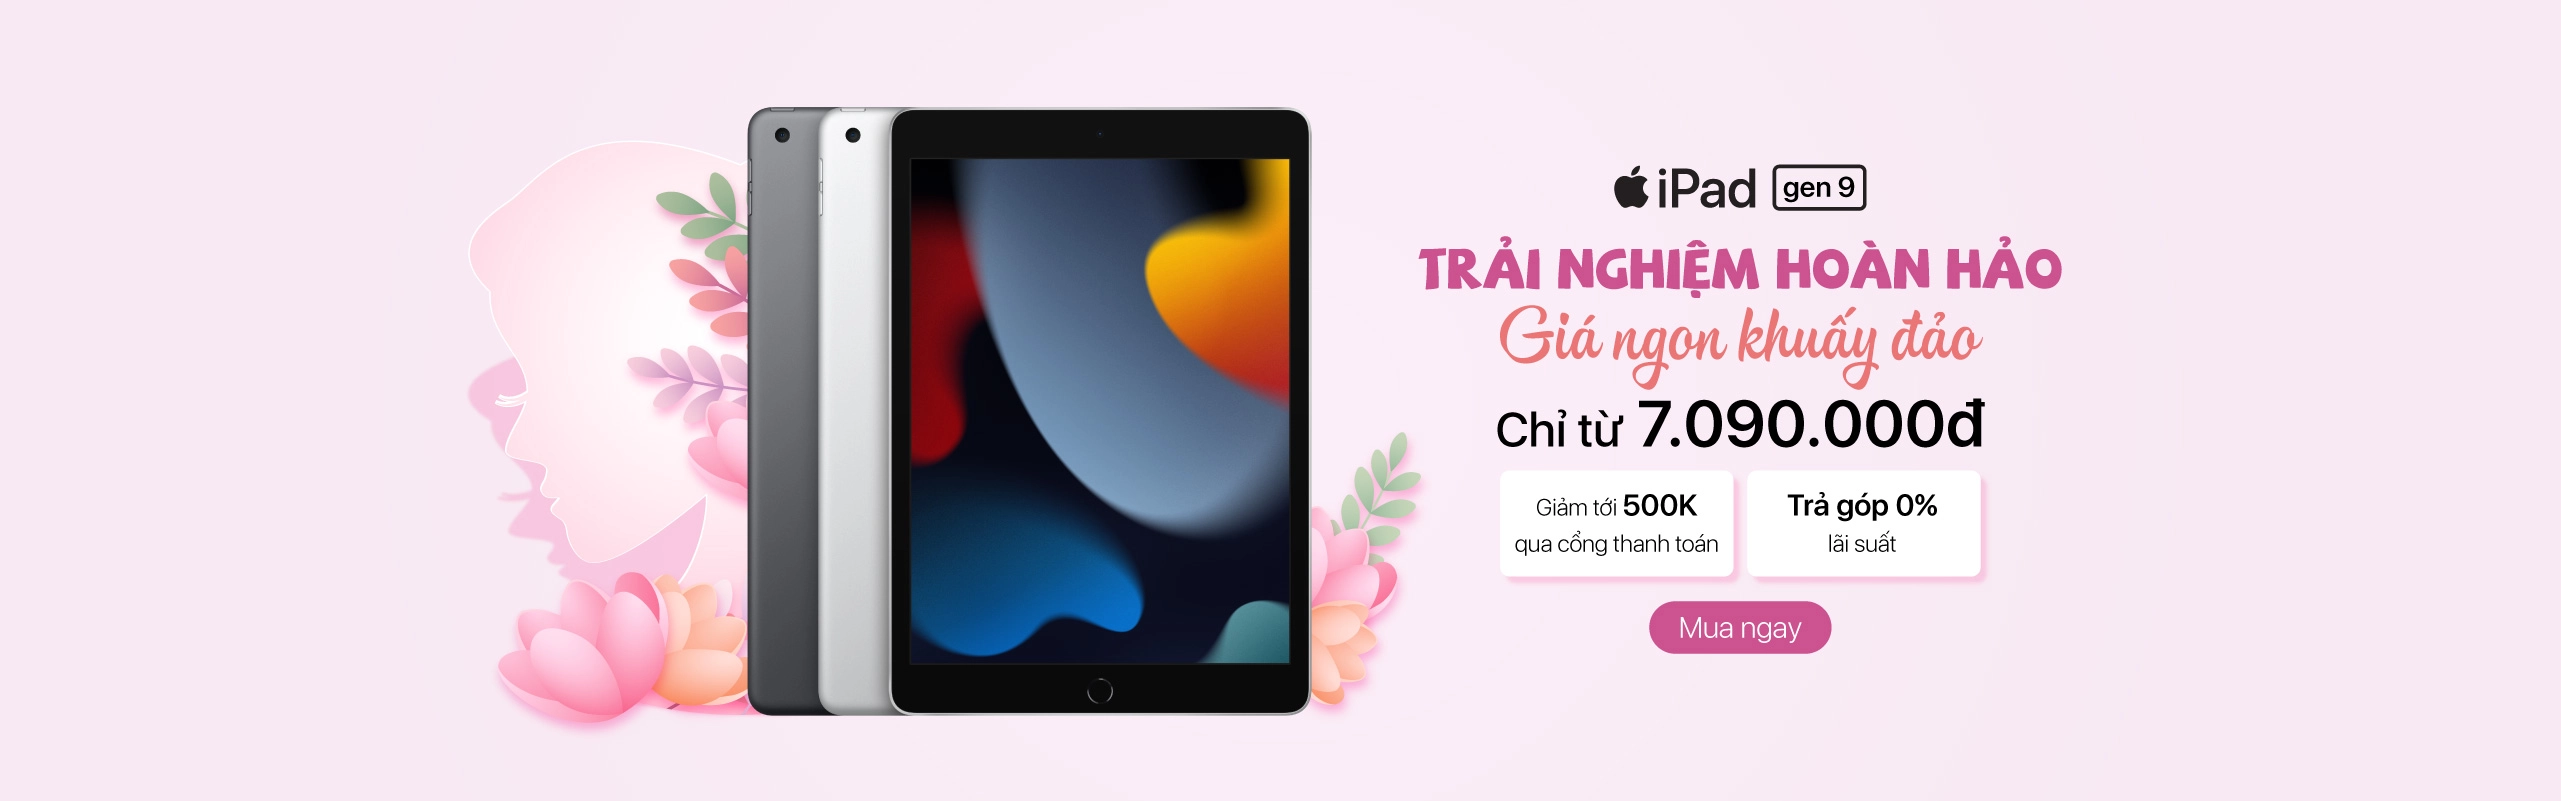 iPad gen 9
TRẢI NGHIỆM HOÀN HẢO
Giá ngon khuấy đảo
Chỉ từ 7.090.000đ
Giảm tới 500K
qua cổng thanh toán
Trả góp 0%
lãi suất
Mua ngay